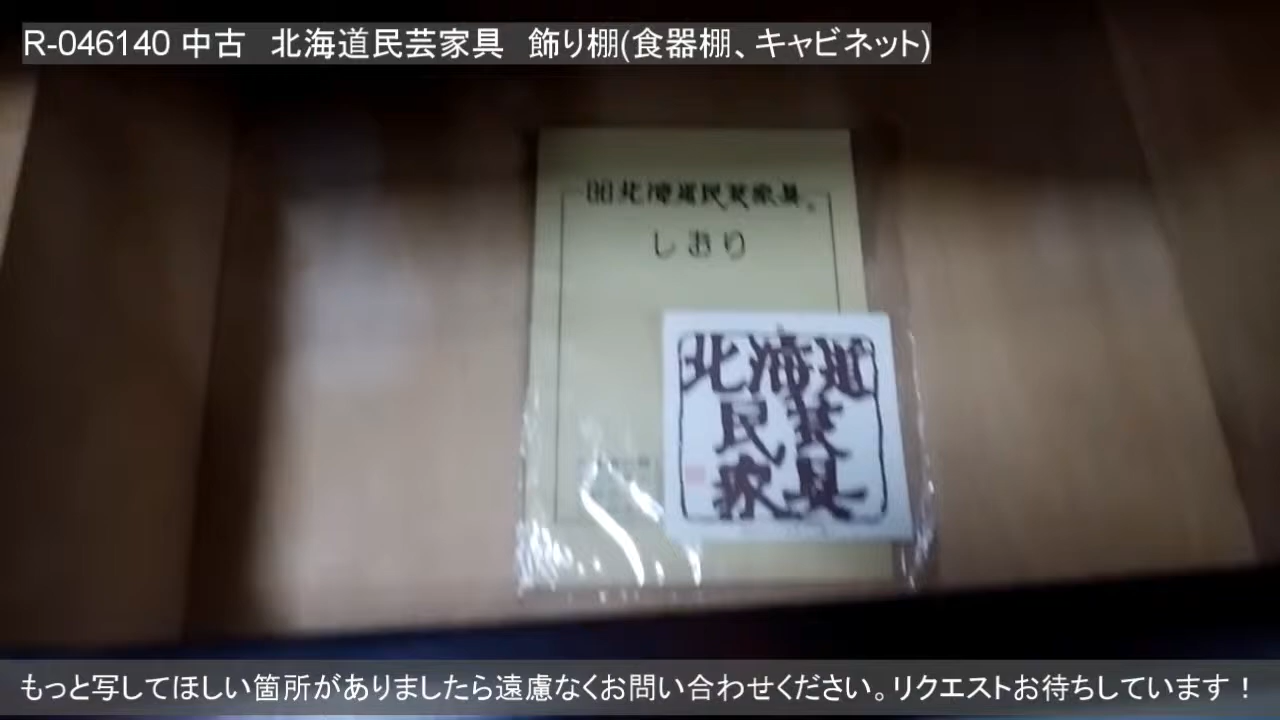 R-046140 中古　北海道民芸家具　飾り棚(食器棚、キャビネット)
北海道民芸家具
しおり
北海道
民芸
家具
もっと写してほしい箇所がありましたら遠慮なくお問い合わせください。リクエストお待ちしています！